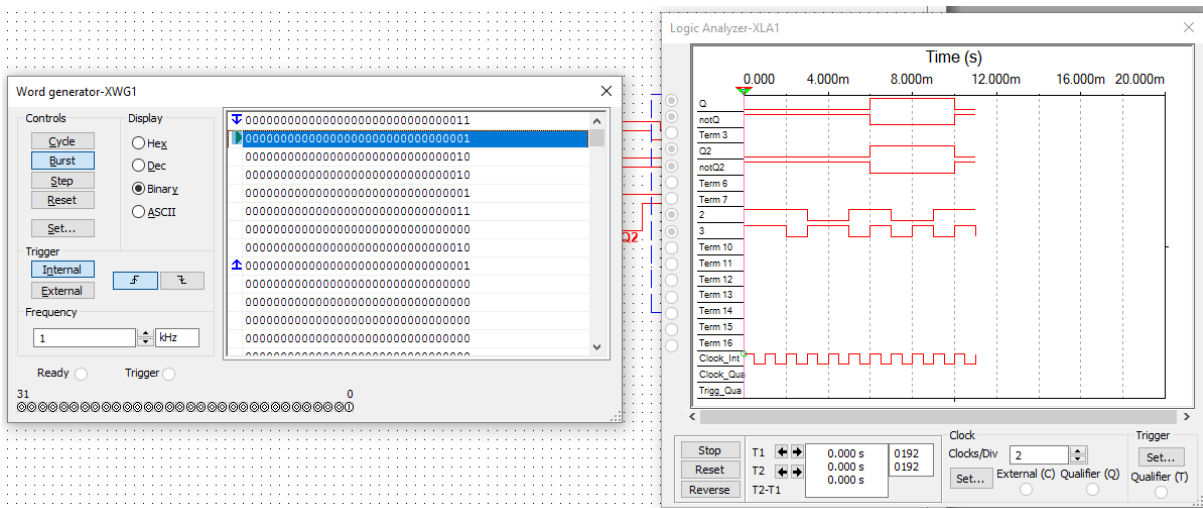 Word generator-XWG1
Controls
Cycle
Burst
Step
Reset
Set...
Display
Hex
Dec
Binary
ASCII
Trigger
Internal
External
Frequency
1 kHz
Ready
Trigger
31 0
00000000000000000000000000000011
00000000000000000000000000000001
00000000000000000000000000000010
00000000000000000000000000000010
00000000000000000000000000000001
00000000000000000000000000000011
00000000000000000000000000000000
00000000000000000000000000000010
00000000000000000000000000000001
00000000000000000000000000000000
00000000000000000000000000000000
00000000000000000000000000000000
00000000000000000000000000000000
Q2
Logic Analyzer-XLA1
Time (s)
0.000 4.000m 8.000m 12.000m 16.000m 20.000m
Q
notQ
Term 3
Q2
notQ2
Term 6
Term 7
2
3
Term 10
Term 11
Term 12
Term 13
Term 14
Term 15
Term 16
Clock_Int
Clock_Qua
Trigg_Qua
Stop
Reset
Reverse
T1 0.000 s 0192
T2 0.000 s 0192
T2-T1 0.000 s
Clock
Clocks/Div 2
Set...
External (C) Qualifier (Q)
Trigger
Set...
Qualifier (T)